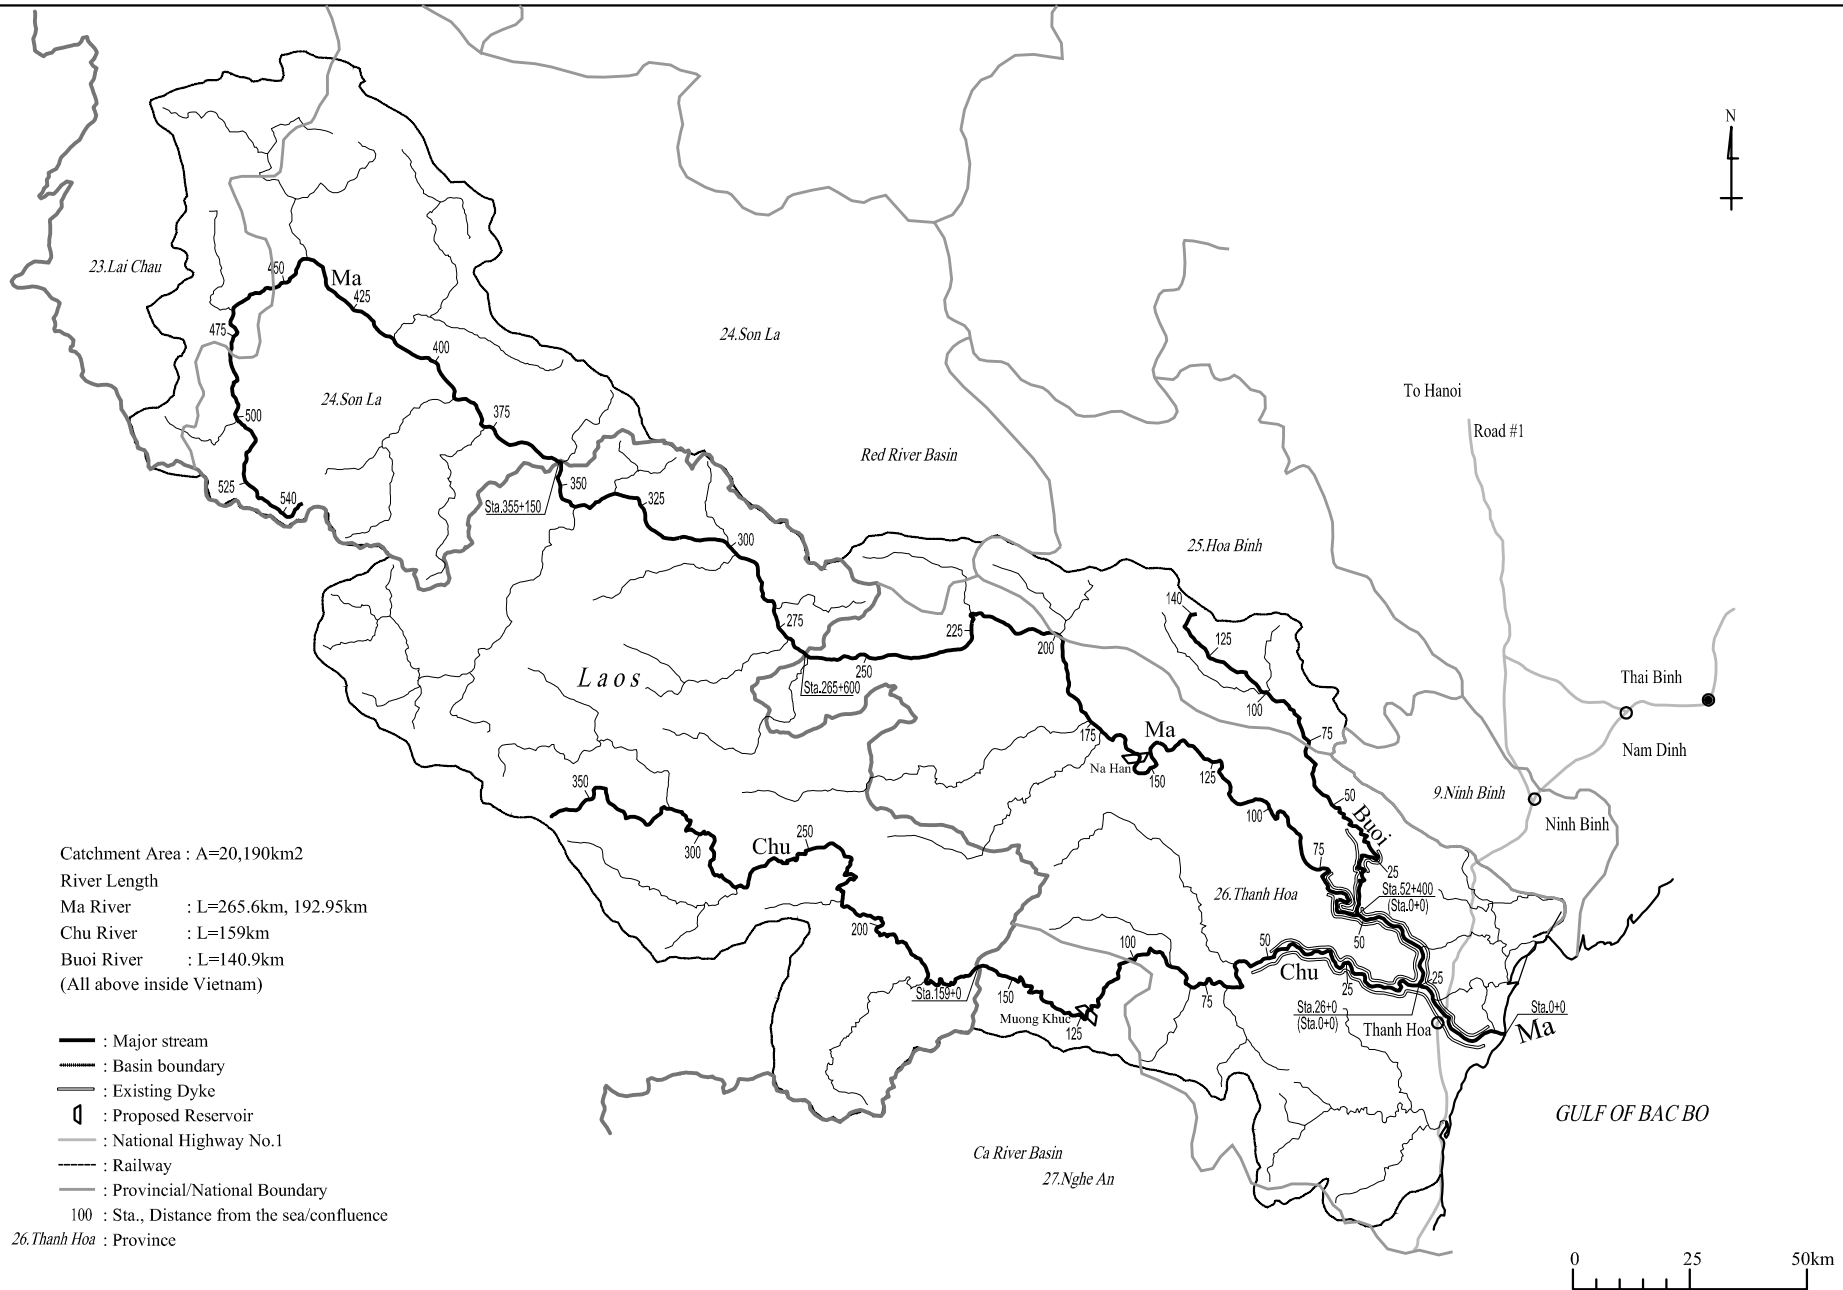 N
23.Lai Chau
450
Ma
425
475
24.Son La
400
To Hanoi
24.Son La
375
500
Road #1
Red River Basin
525
540
350
325
Sta.355+150
300
25.Hoa Binh
140
275
225
125
200
250
Laos
Sta.265+600
Thai Binh
100
175
Ma
75
Nam Dinh
Na Han
150
125
350
50
9.Ninh Binh
100
Buoi
Ninh Binh
250
300
Chu
75
25
Sta.52+400
(Sta.0+0)
26.Thanh Hoa
200
100
50
50
Chu
25
25
Sta.159+0
150
75
Sta.26+0
(Sta.0+0)
Sta.0+0
Muong Khuc
125
Thanh Hoa
Ma
GULF OF BAC BO
Ca River Basin
27.Nghe An
Catchment Area : A=20,190km2
River Length
Ma River : L=265.6km, 192.95km
Chu River : L=159km
Buoi River : L=140.9km
(All above inside Vietnam)
: Major stream
: Basin boundary
: Existing Dyke
: Proposed Reservoir
: National Highway No.1
: Railway
: Provincial/National Boundary
100 : Sta., Distance from the sea/confluence
26.Thanh Hoa : Province
0 25 50km